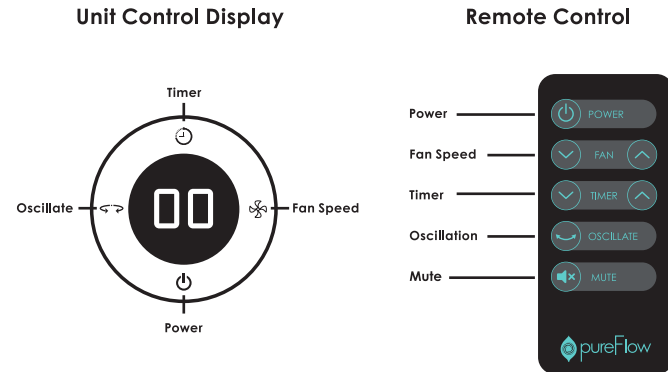 Unit Control Display
Timer
Oscillate
00
Fan Speed
Power
Remote Control
Power
POWER
Fan Speed
FAN
Timer
TIMER
Oscillation
OSCILLATE
Mute
MUTE
pureFlow